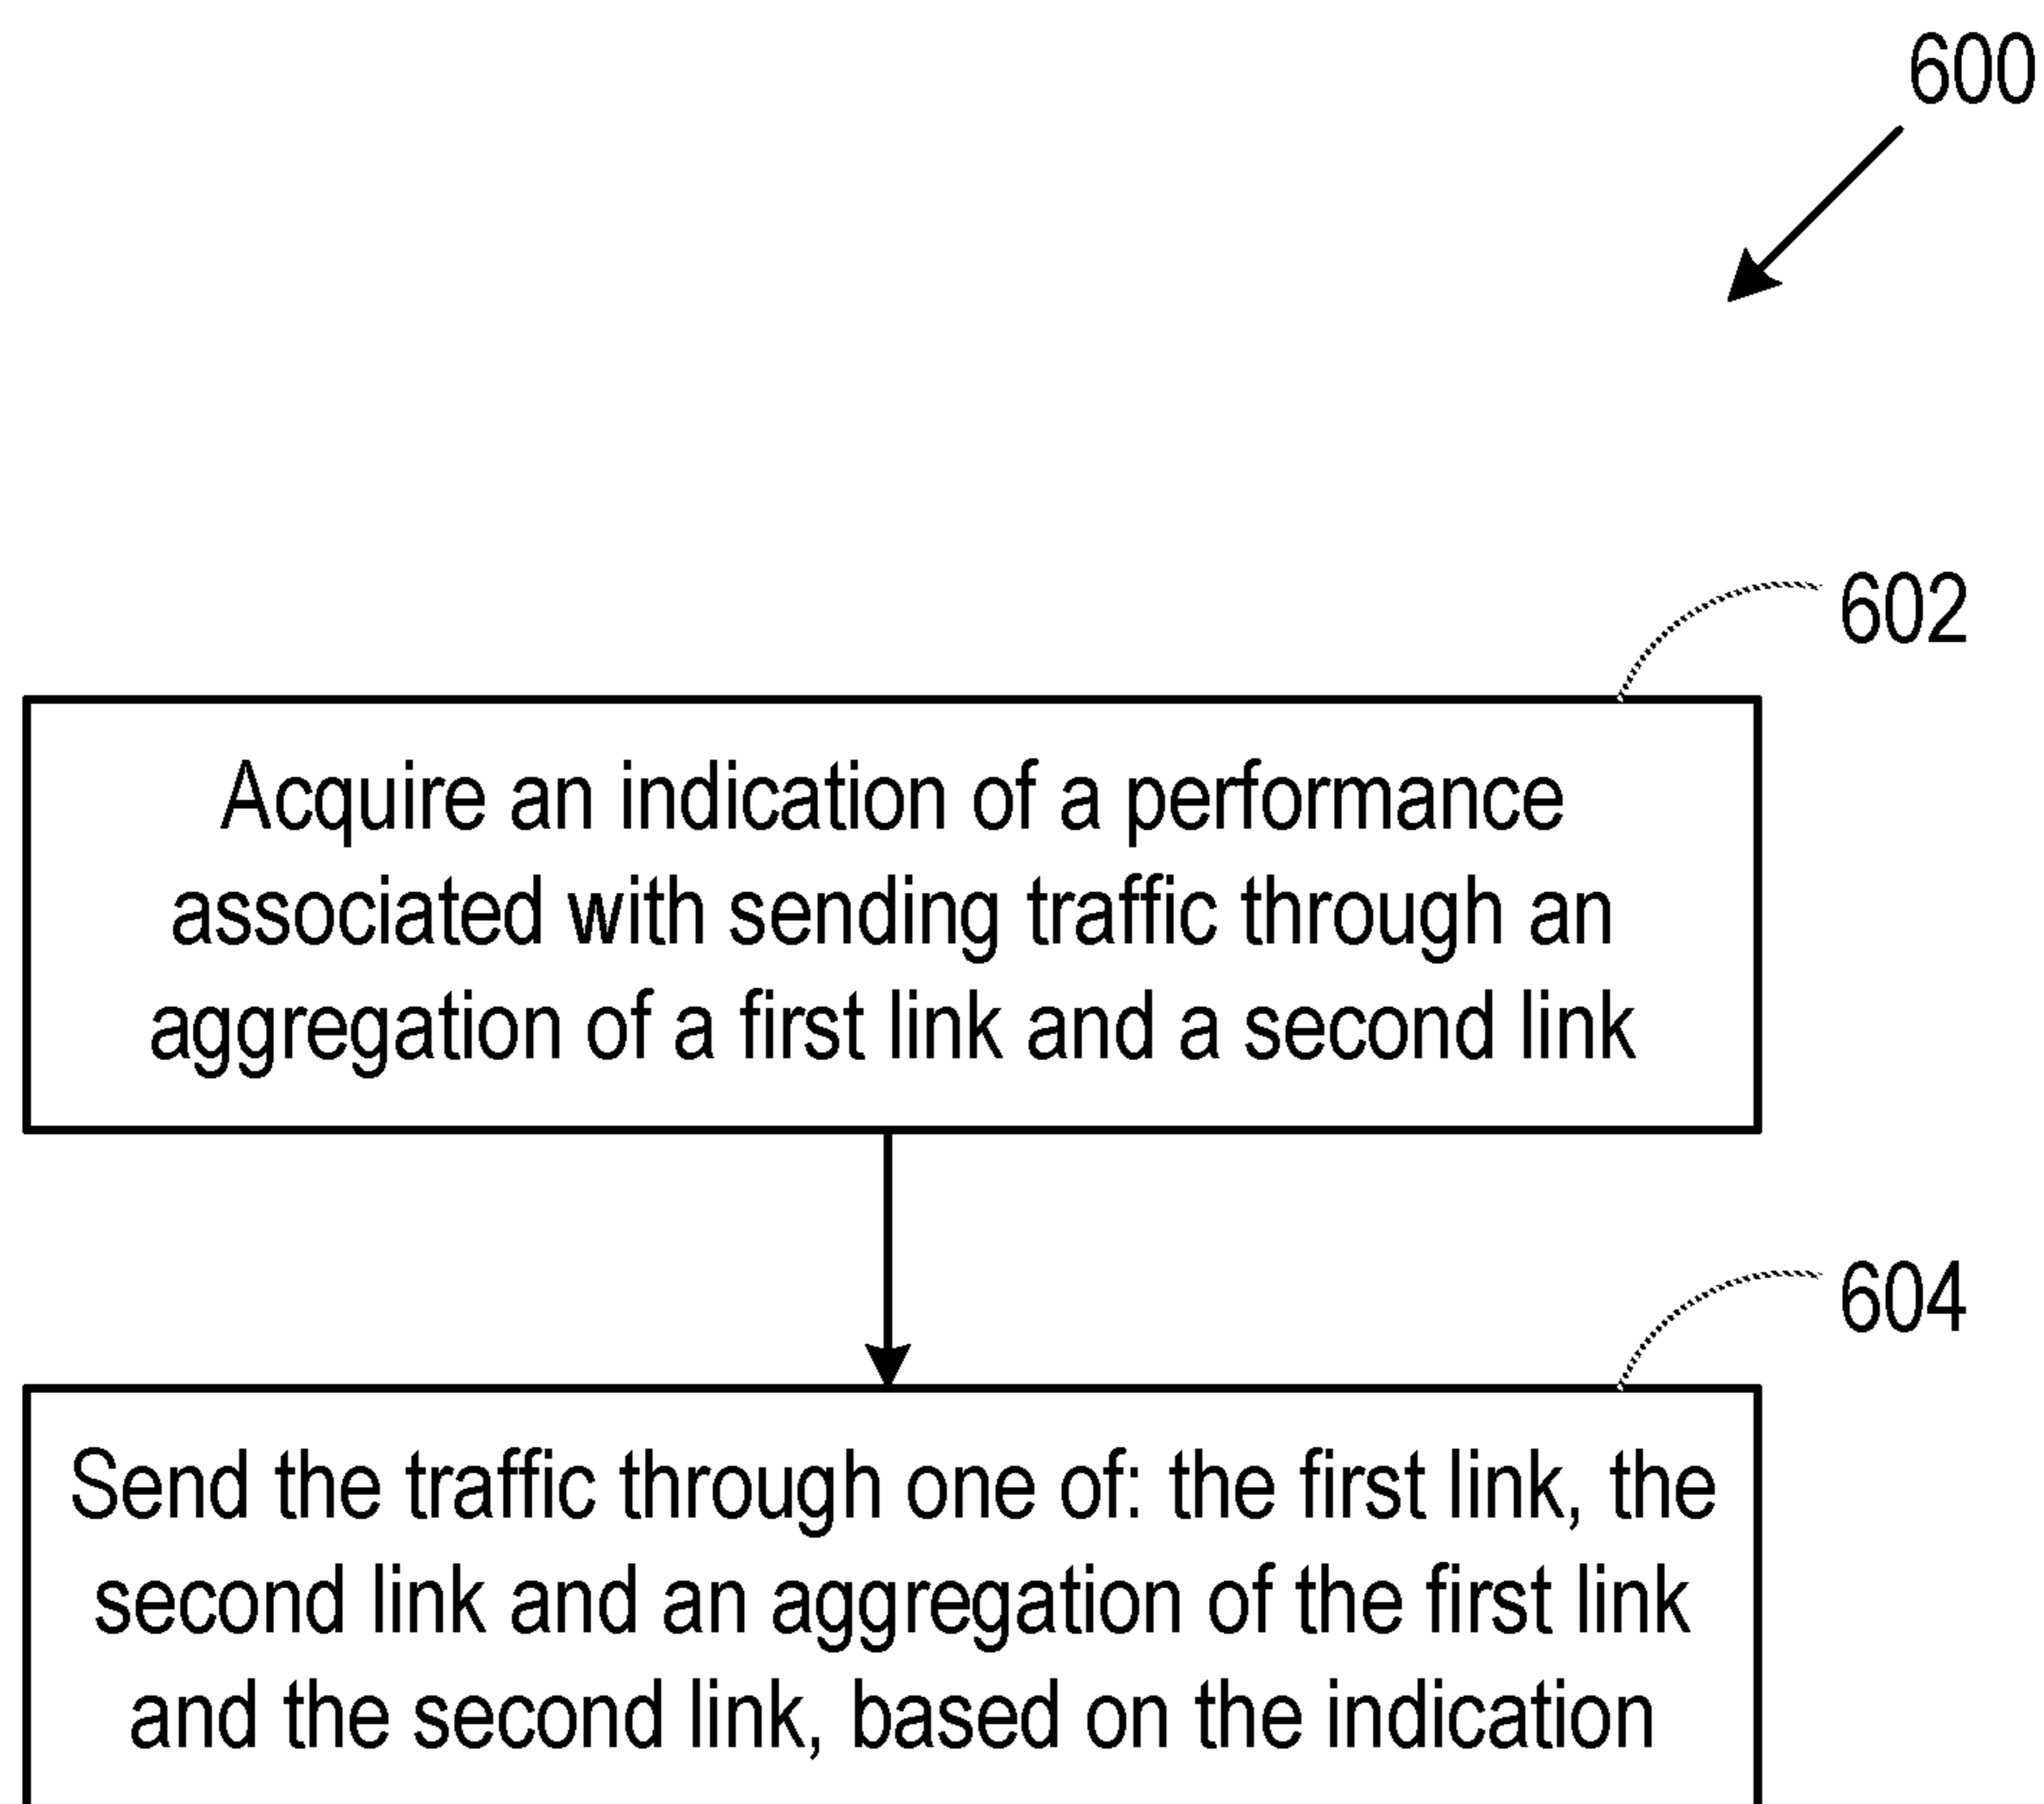 600
602
Acquire an indication of a performance
associated with sending traffic through an
aggregation of a first link and a second link
604
Send the traffic through one of: the first link, the
second link and an aggregation of the first link
and the second link, based on the indication